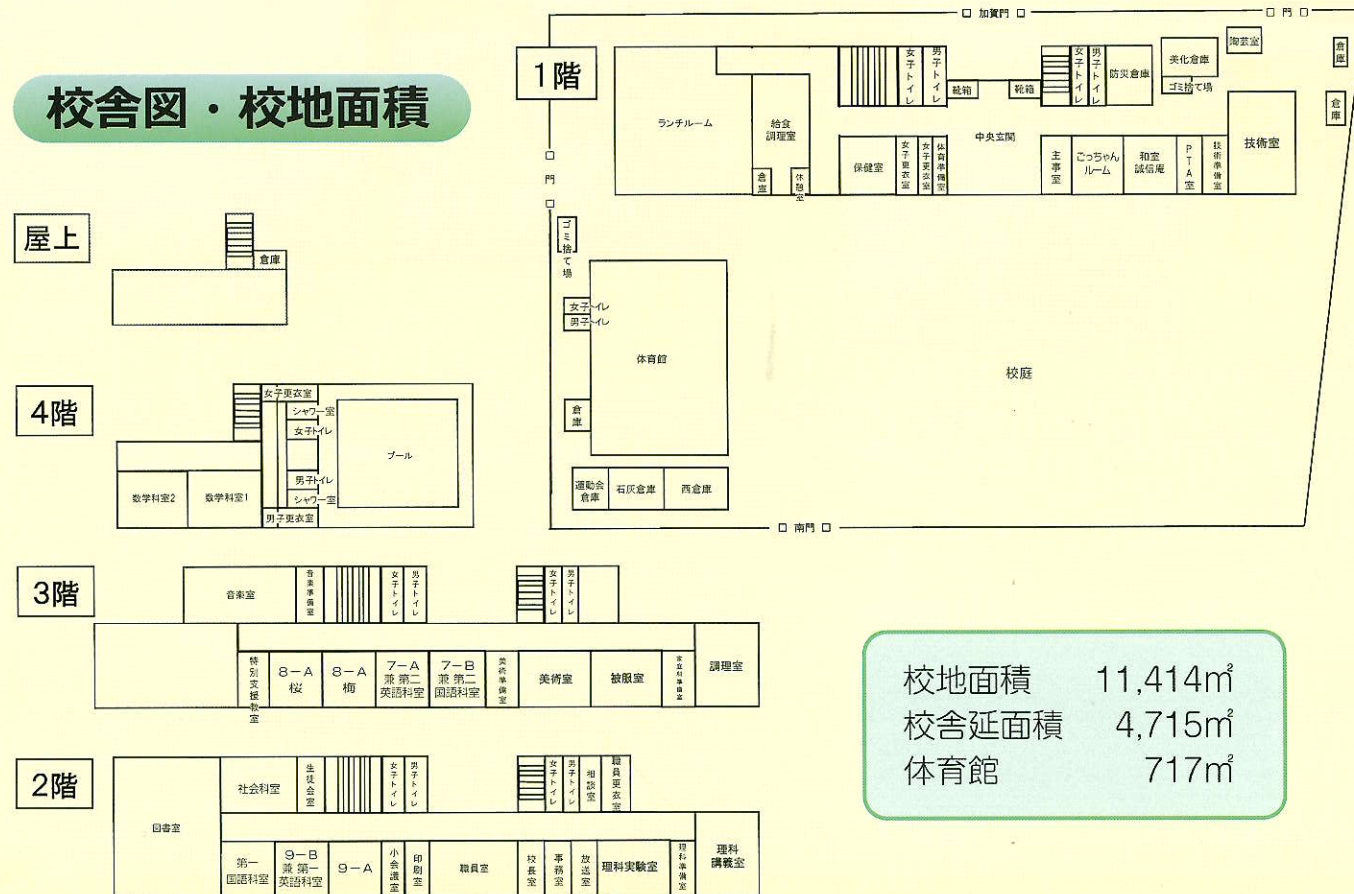 校舎図・校地面積
1階
加賀門
門
陶芸室
倉庫
倉庫
美化倉庫
ゴミ捨て場
女子トイレ
男子トイレ
女子トイレ
男子トイレ
防災倉庫
靴箱
靴箱
ランチルーム
給食
調理室
倉庫
休憩室
保健室
女子更衣室
女子更衣室
体育準備室
中央玄関
主事室
ごっちゃん
ルーム
和室
誠信庵
PTA室
技術準備室
技術室
門
ゴミ捨て場
女子トイレ
男子トイレ
体育館
倉庫
運動会
倉庫
石灰倉庫
西倉庫
校庭
南門
屋上
倉庫
4階
女子更衣室
シャワー室
女子トイレ
プール
男子トイレ
シャワー室
男子更衣室
数学科室2
数学科室1
3階
音楽室
音楽準備室
女子トイレ
男子トイレ
女子トイレ
男子トイレ
特別支援教室
8-A
桜
8-A
梅
7-A
兼 第二
英語科室
7-B
兼 第二
国語科室
美術準備室
美術室
被服室
家庭科準備室
調理室
2階
図書室
社会科室
生徒会室
女子トイレ
男子トイレ
女子トイレ
男子トイレ
相談室
職員更衣室
第一
国語科室
9-B
兼 第一
英語科室
9-A
小会議室
印刷室
職員室
校長室
事務室
放送室
理科実験室
理科準備室
理科
講義室
校地面積 11,414㎡
校舎延面積 4,715㎡
体育館 717㎡